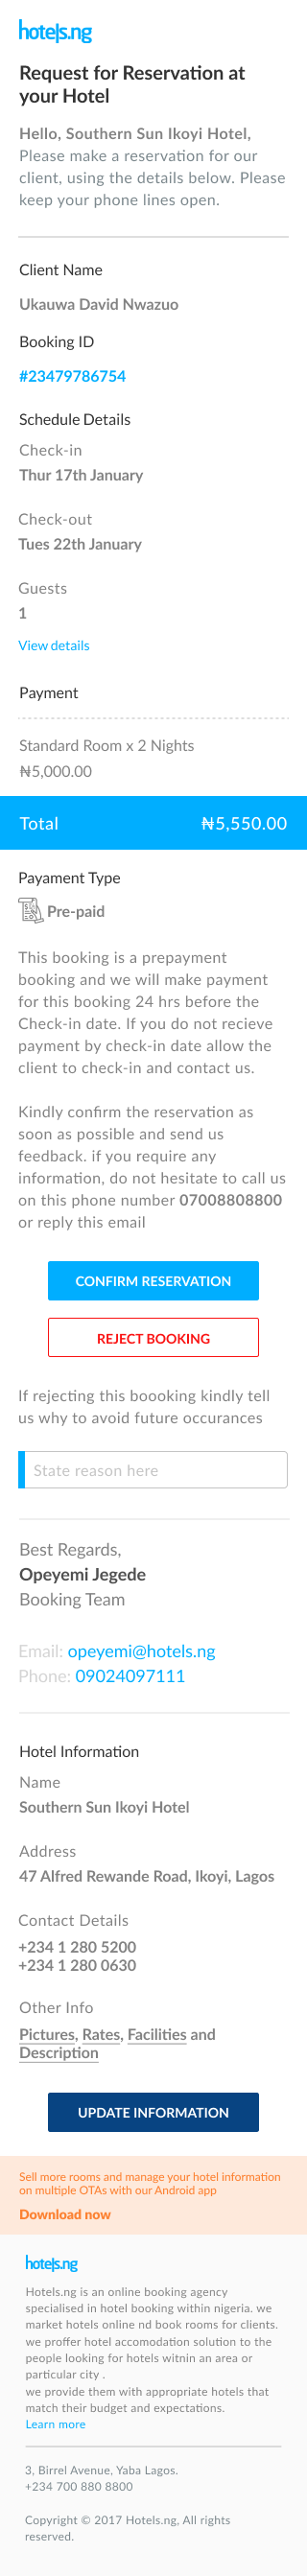 hotels.ng
Request for Reservation at
your Hotel
Hello, Southern Sun Ikoyi Hotel,
Please make a reservation for our
client, using the details below. Please
keep your phone lines open.
Client Name
Ukauwa David Nwazuo
Booking ID
#23479786754
Schedule Details
Check-in
Thur 17th January
Check-out
Tues 22th January
Guests
1
View details
Payment
Standard Room x 2 Nights
₦5,000.00
Total ₦5,550.00
Payament Type
Pre-paid
This booking is a prepayment
booking and we will make payment
for this booking 24 hrs before the
Check-in date. If you do not recieve
payment by check-in date allow the
client to check-in and contact us.
Kindly confirm the reservation as
soon as possible and send us
feedback. if you require any
information, do not hesitate to call us
on this phone number 07008808800
or reply this email
CONFIRM RESERVATION
REJECT BOOKING
If rejecting this boooking kindly tell
us why to avoid future occurances
State reason here
Best Regards,
Opeyemi Jegede
Booking Team
Email: opeyemi@hotels.ng
Phone: 09024097111
Hotel Information
Name
Southern Sun Ikoyi Hotel
Address
47 Alfred Rewande Road, Ikoyi, Lagos
Contact Details
+234 1 280 5200
+234 1 280 0630
Other Info
Pictures, Rates, Facilities and
Description
UPDATE INFORMATION
Sell more rooms and manage your hotel information
on multiple OTAs with our Android app
Download now
hotels.ng
Hotels.ng is an online booking agency
specialised in hotel booking within nigeria. we
market hotels online nd book rooms for clients.
we proffer hotel accomodation solution to the
people looking for hotels witnin an area or
particular city .
we provide them with appropriate hotels that
match their budget and expectations.
Learn more
3, Birrel Avenue, Yaba Lagos.
+234 700 880 8800
Copyright © 2017 Hotels.ng, All rights
reserved.